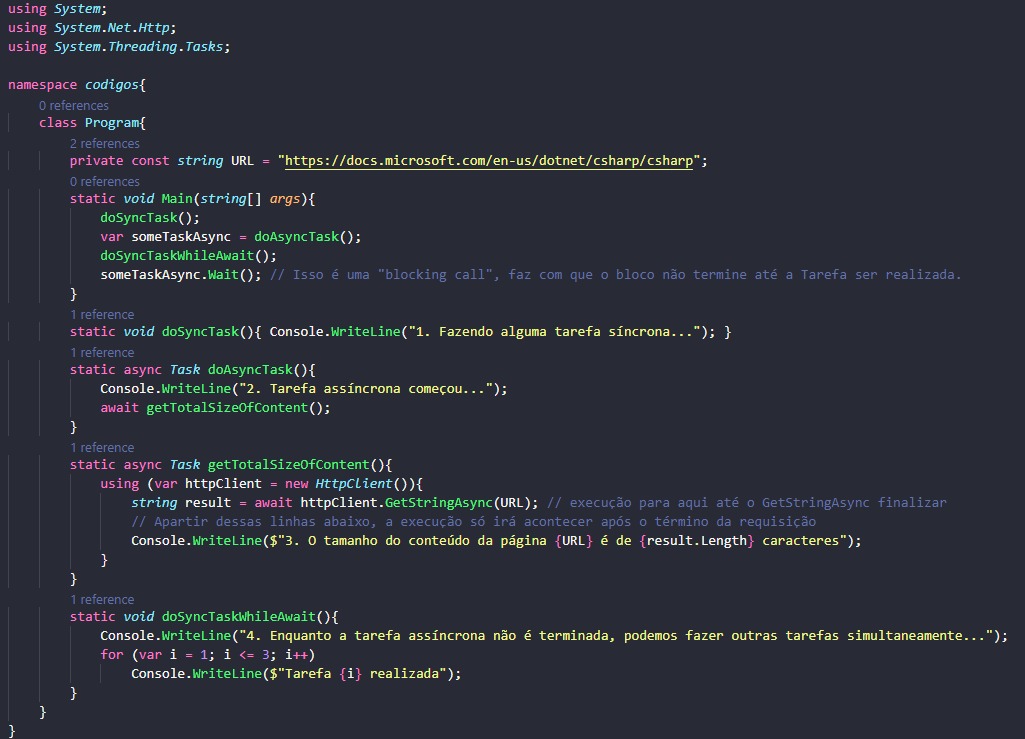 using System;
using System.Net.Http;
using System.Threading.Tasks;
namespace codigos{
0 references
class Program{
2 references
private const string URL = "https://docs.microsoft.com/en-us/dotnet/csharp/csharp";
0 references
static void Main(string[] args){
doSyncTask();
var someTaskAsync = doAsyncTask();
doSyncTaskWhileAwait();
someTaskAsync.Wait(); // Isso é uma "blocking call", faz com que o bloco não termine até a Tarefa ser realizada.
}
1 reference
static void doSyncTask(){ Console.WriteLine("1. Fazendo alguma tarefa síncrona..."); }
1 reference
static async Task doAsyncTask(){
Console.WriteLine("2. Tarefa assíncrona começou...");
await getTotalSizeOfContent();
}
1 reference
static async Task getTotalSizeOfContent(){
using (var httpClient = new HttpClient()){
string result = await httpClient.GetStringAsync(URL); // execução para aqui até o GetStringAsync finalizar
// Apartir dessas linhas abaixo, a execução só irá acontecer após o término da requisição
Console.WriteLine($"3. O tamanho do conteúdo da página {URL} é de {result.Length} caracteres");
}
}
1 reference
static void doSyncTaskWhileAwait(){
Console.WriteLine("4. Enquanto a tarefa assíncrona não é terminada, podemos fazer outras tarefas simultaneamente...");
for (var i = 1; i <= 3; i++)
Console.WriteLine($"Tarefa {i} realizada");
}
}
}